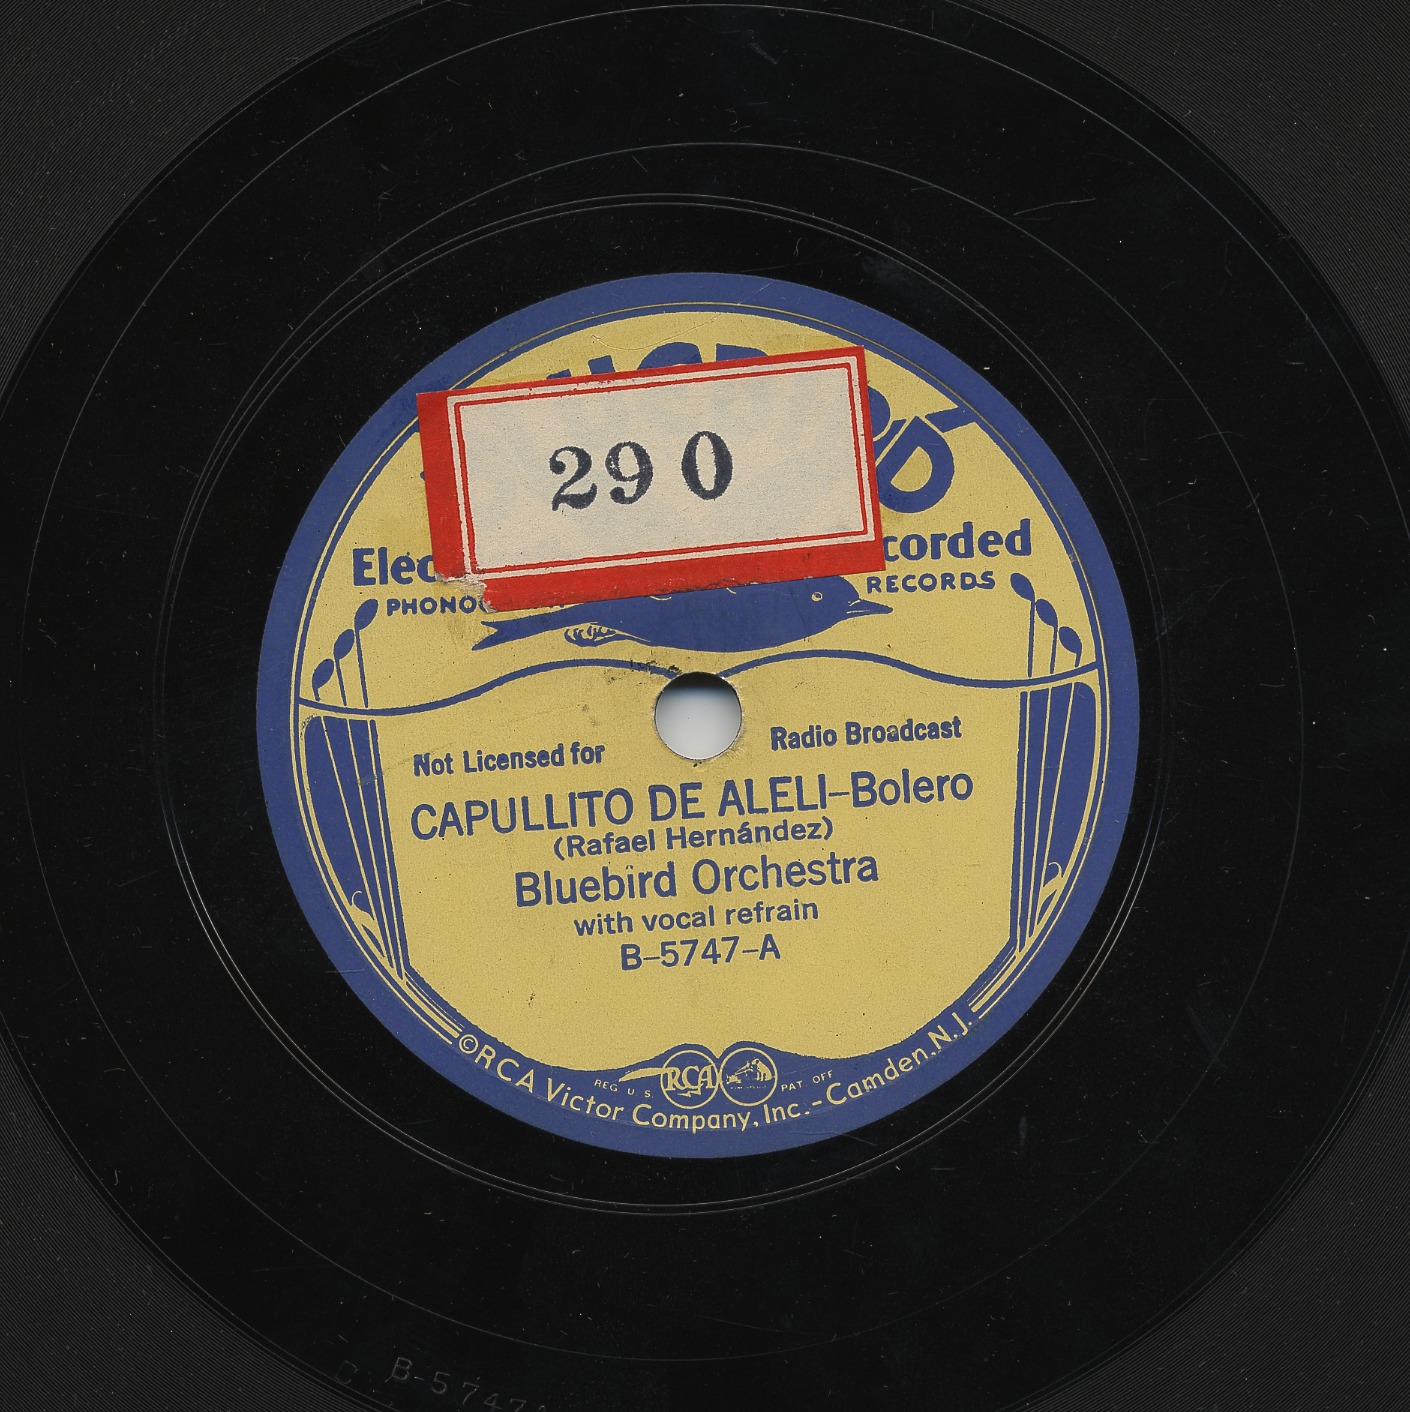 290
Elec corded
PHONO RECORDS
Not Licensed for Radio Broadcast
CAPULLITO DE ALELI–Bolero
(Rafael Hernández)
Bluebird Orchestra
with vocal refrain
B–5747–A
REG. U. S. RCA PAT OFF
©RCA Victor Company, Inc.-Camden, N.J.
B-5747